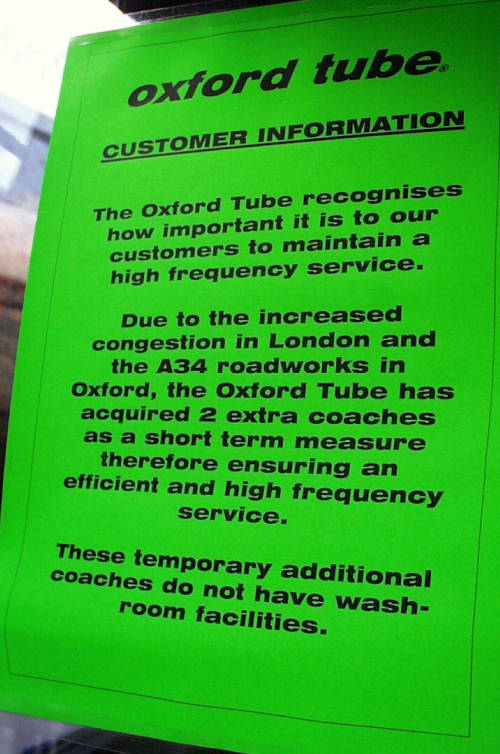 oxford tube®
CUSTOMER INFORMATION
The Oxford Tube recognises
how important it is to our
customers to maintain a
high frequency service.
Due to the increased
congestion in London and
the A34 roadworks in
Oxford, the Oxford Tube has
acquired 2 extra coaches
as a short term measure
therefore ensuring an
efficient and high frequency
service.
These temporary additional
coaches do not have wash-
room facilities.